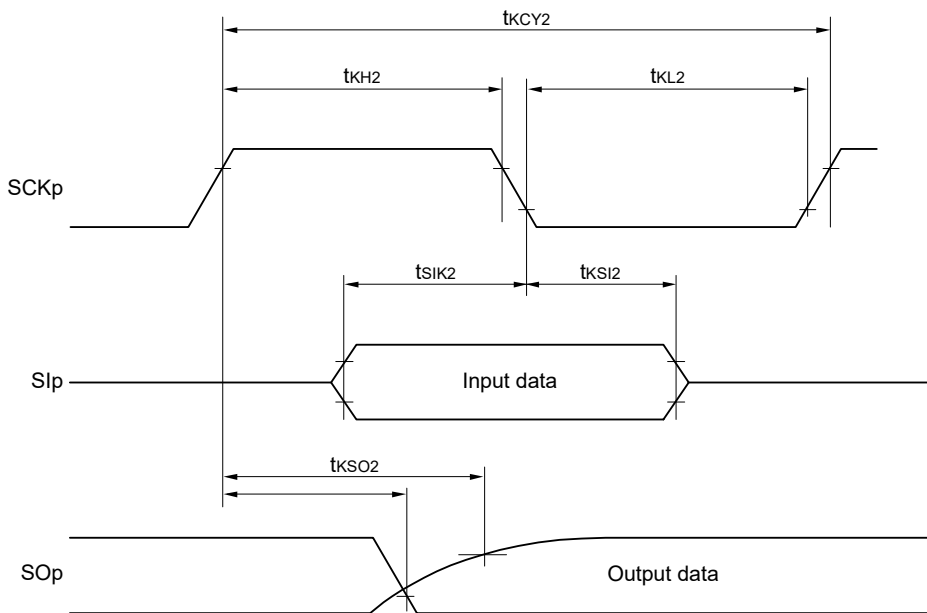 tKCY2
tKH2
tKL2
SCKp
tSIK2
tKSI2
SIp
Input data
tKSO2
SOp
Output data